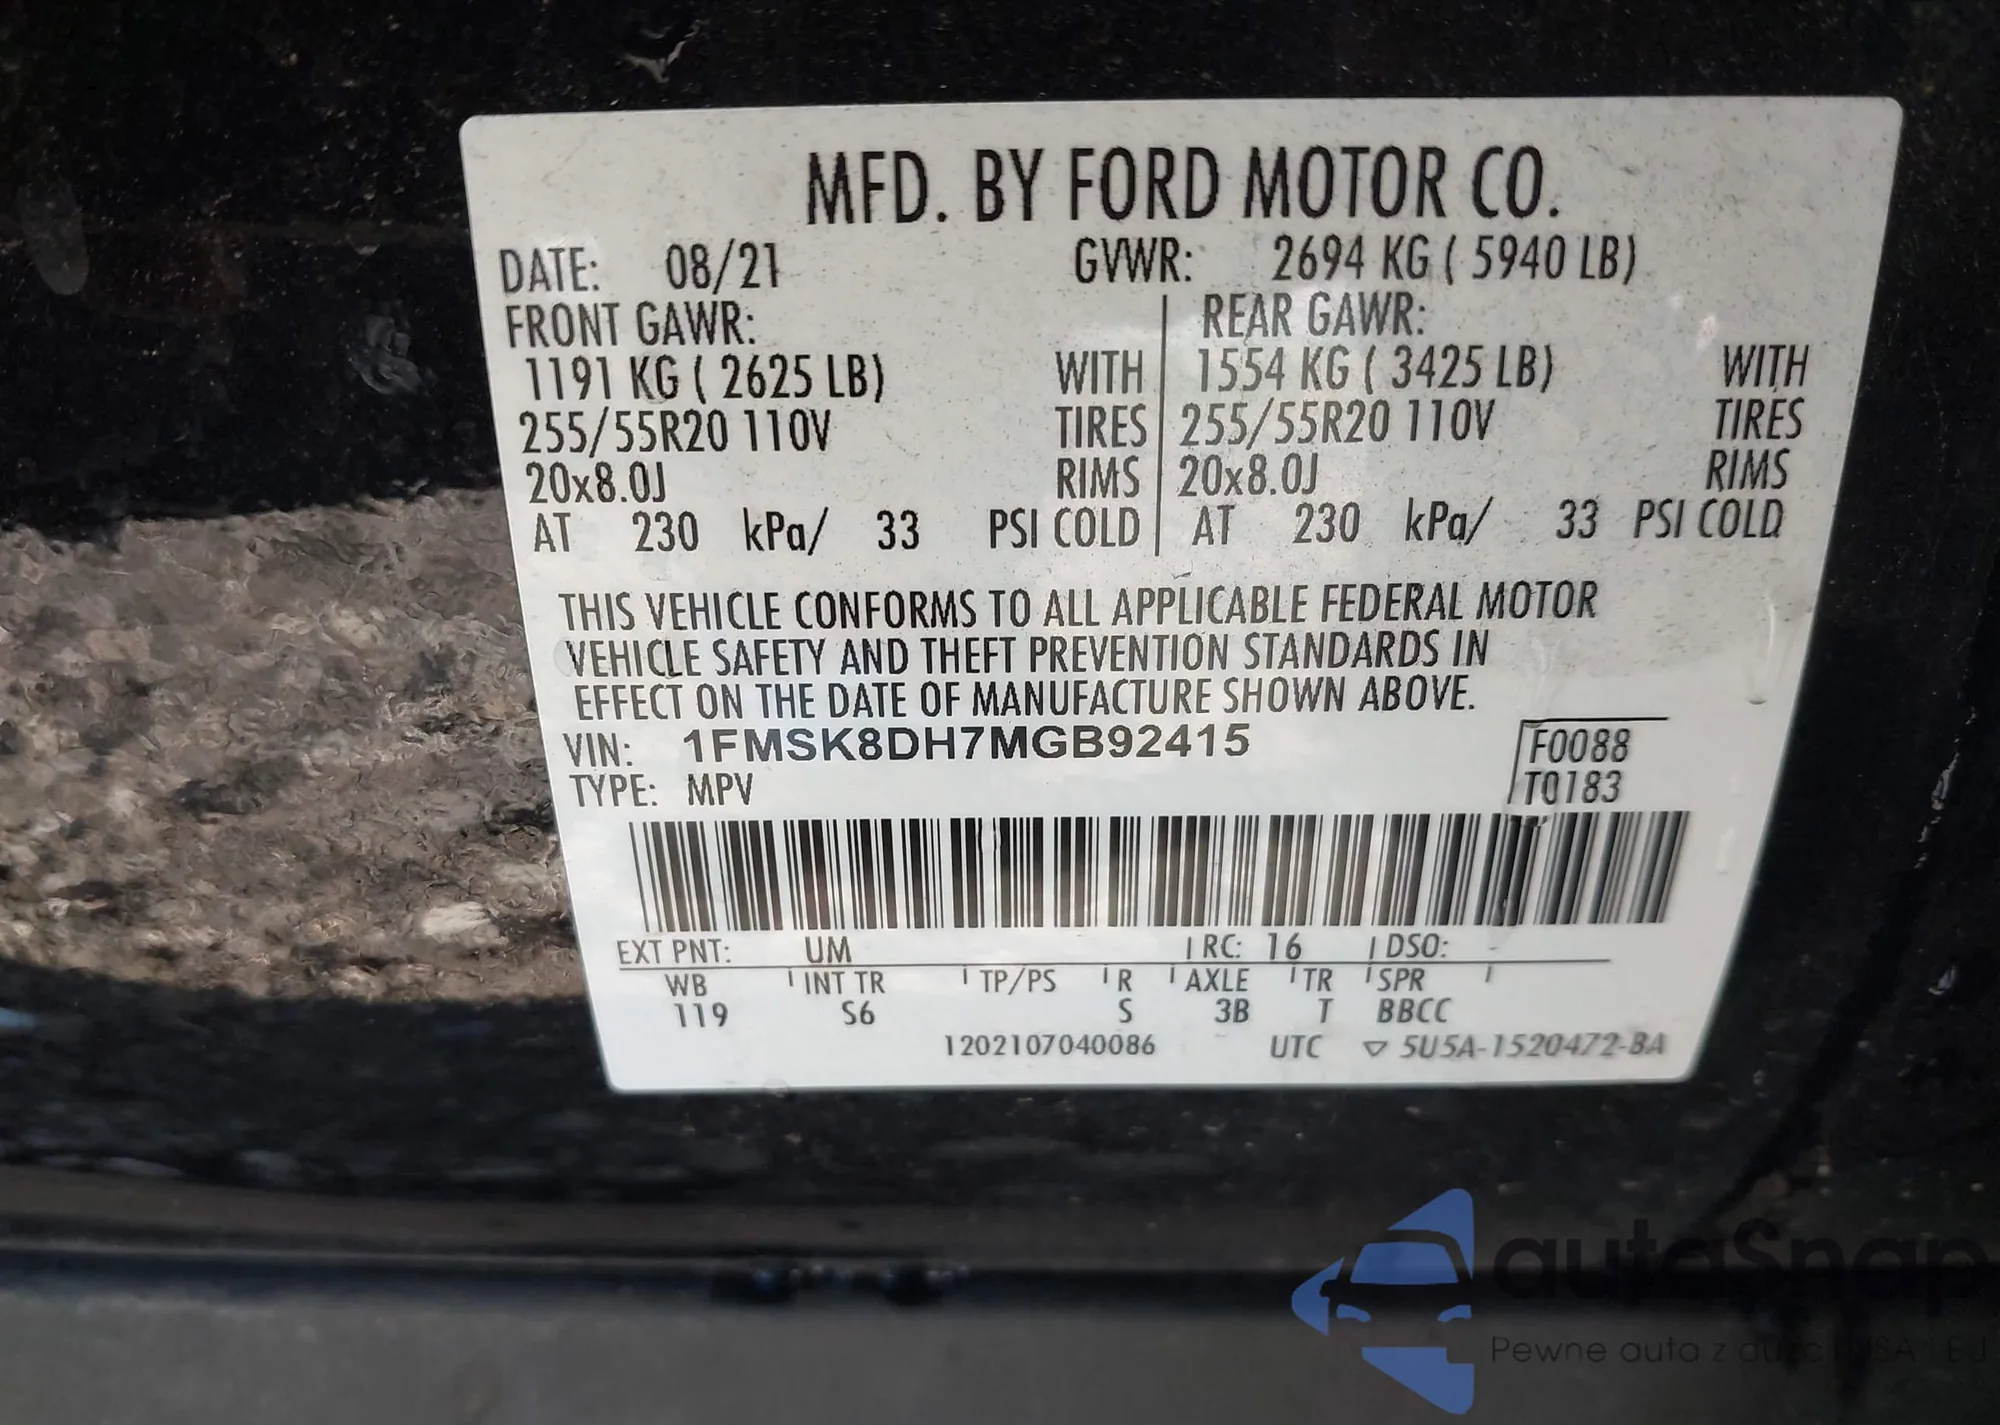 MFD. BY FORD MOTOR CO.
DATE: 08/21 GVWR: 2694 KG ( 5940 LB)
FRONT GAWR: REAR GAWR:
1191 KG ( 2625 LB) WITH 1554 KG ( 3425 LB) WITH
255/55R20 110V TIRES 255/55R20 110V TIRES
20x8.0J RIMS 20x8.0J RIMS
AT 230 kPa/ 33 PSI COLD AT 230 kPa/ 33 PSI COLD
THIS VEHICLE CONFORMS TO ALL APPLICABLE FEDERAL MOTOR
VEHICLE SAFETY AND THEFT PREVENTION STANDARDS IN
EFFECT ON THE DATE OF MANUFACTURE SHOWN ABOVE.
VIN: 1FMSK8DH7MGB92415 F0088
TYPE: MPV T0183
EXT PNT: UM RC: 16 DSO:
WB INT TR TP/PS R AXLE TR SPR
119 S6 S 3B T BBCC
1202107040086 UTC ▽ 5U5A-1520472-BA
autoSnap
Pewne auto z